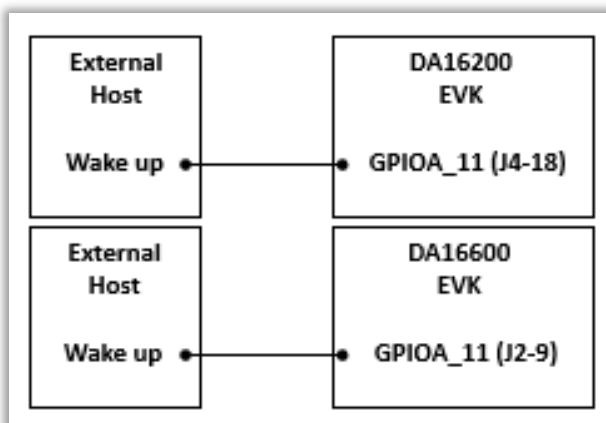 External
Host
Wake up
DA16200
EVK
GPIOA_11 (J4-18)
External
Host
Wake up
DA16600
EVK
GPIOA_11 (J2-9)